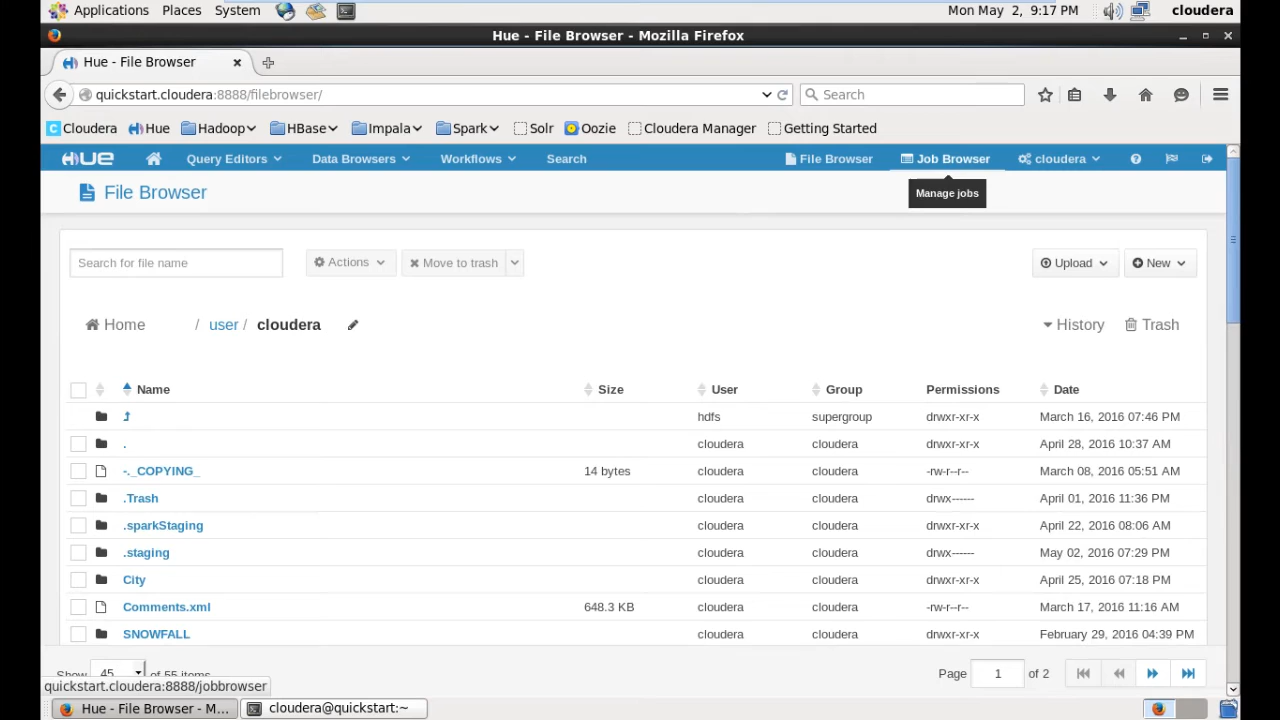 Applications Places System Mon May 2, 9:17 PM cloudera
Hue - File Browser - Mozilla Firefox
Hue - File Browser
quickstart.cloudera:8888/filebrowser/ Search
Cloudera Hue Hadoop HBase Impala Spark Solr Oozie Cloudera Manager Getting Started
HUE Query Editors Data Browsers Workflows Search File Browser Job Browser cloudera
File Browser Manage jobs
Search for file name Actions Move to trash Upload New
Home / user / cloudera History Trash
Name Size User Group Permissions Date
hdfs supergroup drwxr-xr-x March 16, 2016 07:46 PM
. cloudera cloudera drwxr-xr-x April 28, 2016 10:37 AM
-._COPYING_ 14 bytes cloudera cloudera -rw-r--r-- March 08, 2016 05:51 AM
.Trash cloudera cloudera drwx------ April 01, 2016 11:36 PM
.sparkStaging cloudera cloudera drwxr-xr-x April 22, 2016 08:06 AM
.staging cloudera cloudera drwx------ May 02, 2016 07:29 PM
City cloudera cloudera drwxr-xr-x April 25, 2016 07:18 PM
Comments.xml 648.3 KB cloudera cloudera -rw-r--r-- March 17, 2016 11:16 AM
SNOWFALL cloudera cloudera drwxr-xr-x February 29, 2016 04:39 PM
Show 45 of 55 items Page 1 of 2
quickstart.cloudera:8888/jobbrowser
Hue - File Browser - M... cloudera@quickstart:~